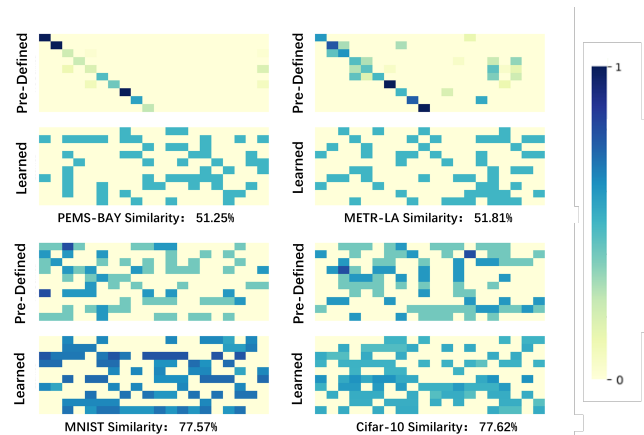 Pre-Defined
Pre-Defined
1
Learned
Learned
PEMS-BAY Similarity: 51.25%
METR-LA Similarity: 51.81%
Pre-Defined
Pre-Defined
Learned
Learned
0
MNIST Similarity: 77.57%
Cifar-10 Similarity: 77.62%